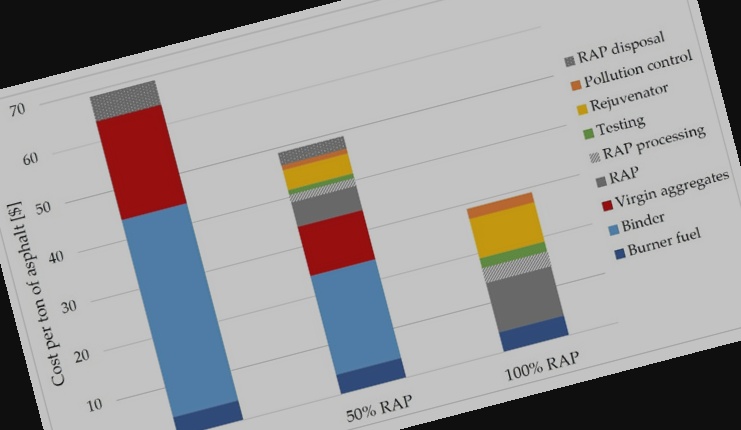 Cost per ton of asphalt [$]
70
60
50
40
30
20
10
50% RAP
100% RAP
RAP disposal
Pollution control
Rejuvenator
Testing
RAP processing
RAP
Virgin aggregates
Binder
Burner fuel